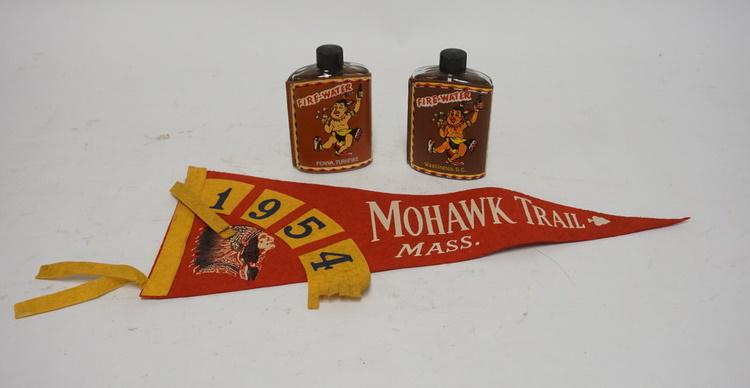 FIRE-WATER
PENNA. TURNPIKE
FIRE-WATER
Washington, D.C.
1954
MOHAWK TRAIL
MASS.